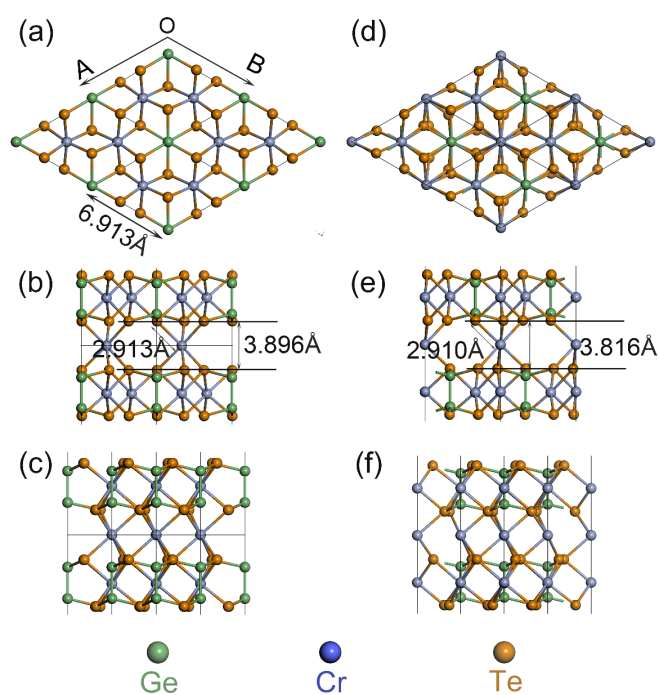 (a)
O
(d)
A
B
6.913Å
(b)
(e)
2.913Å
3.896Å
2.910Å
3.816Å
(c)
(f)
Ge
Cr
Te